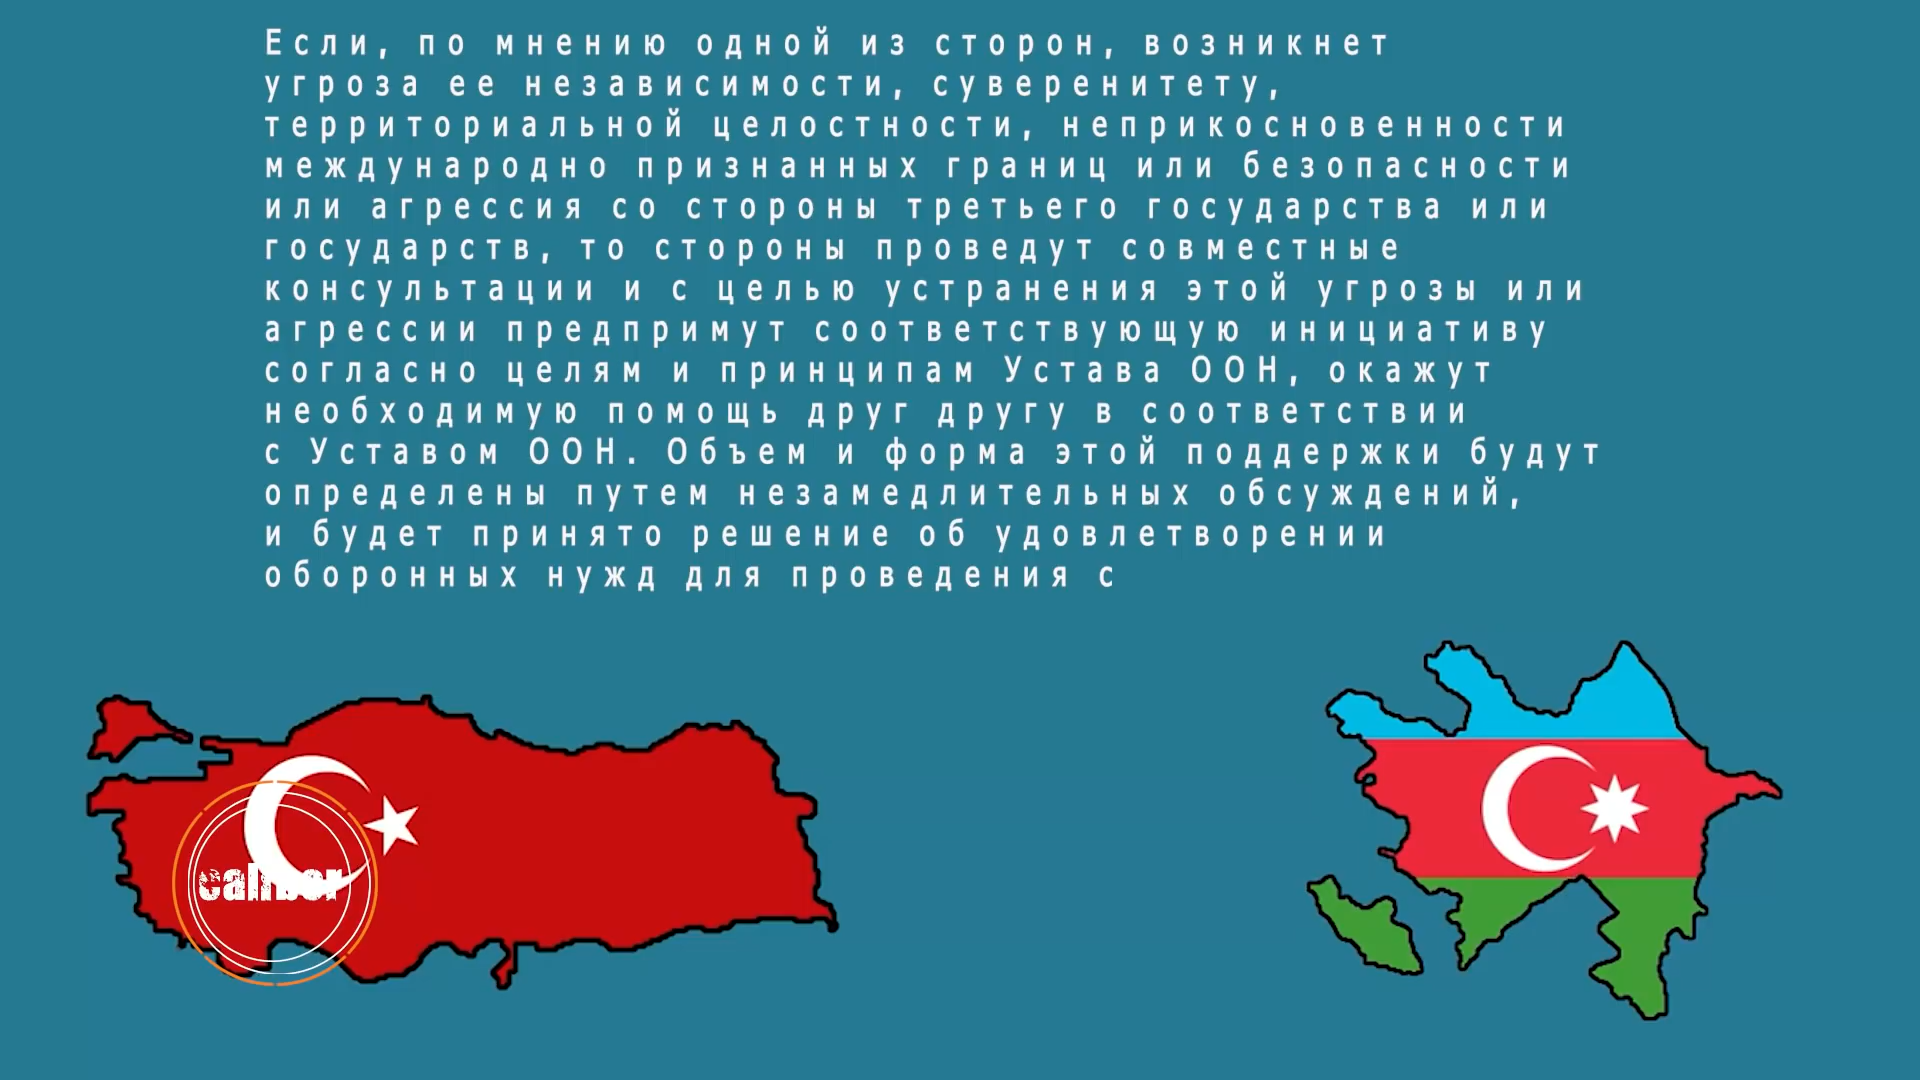 Если, по мнению одной из сторон, возникнет
угроза ее независимости, суверенитету,
территориальной целостности, неприкосновенности
международно признанных границ или безопасности
или агрессия со стороны третьего государства или
государств, то стороны проведут совместные
консультации и с целью устранения этой угрозы или
агрессии предпримут соответствующую инициативу
согласно целям и принципам Устава ООН, окажут
необходимую помощь друг другу в соответствии
с Уставом ООН. Объем и форма этой поддержки будут
определены путем незамедлительных обсуждений,
и будет принято решение об удовлетворении
оборонных нужд для проведения с
caliber